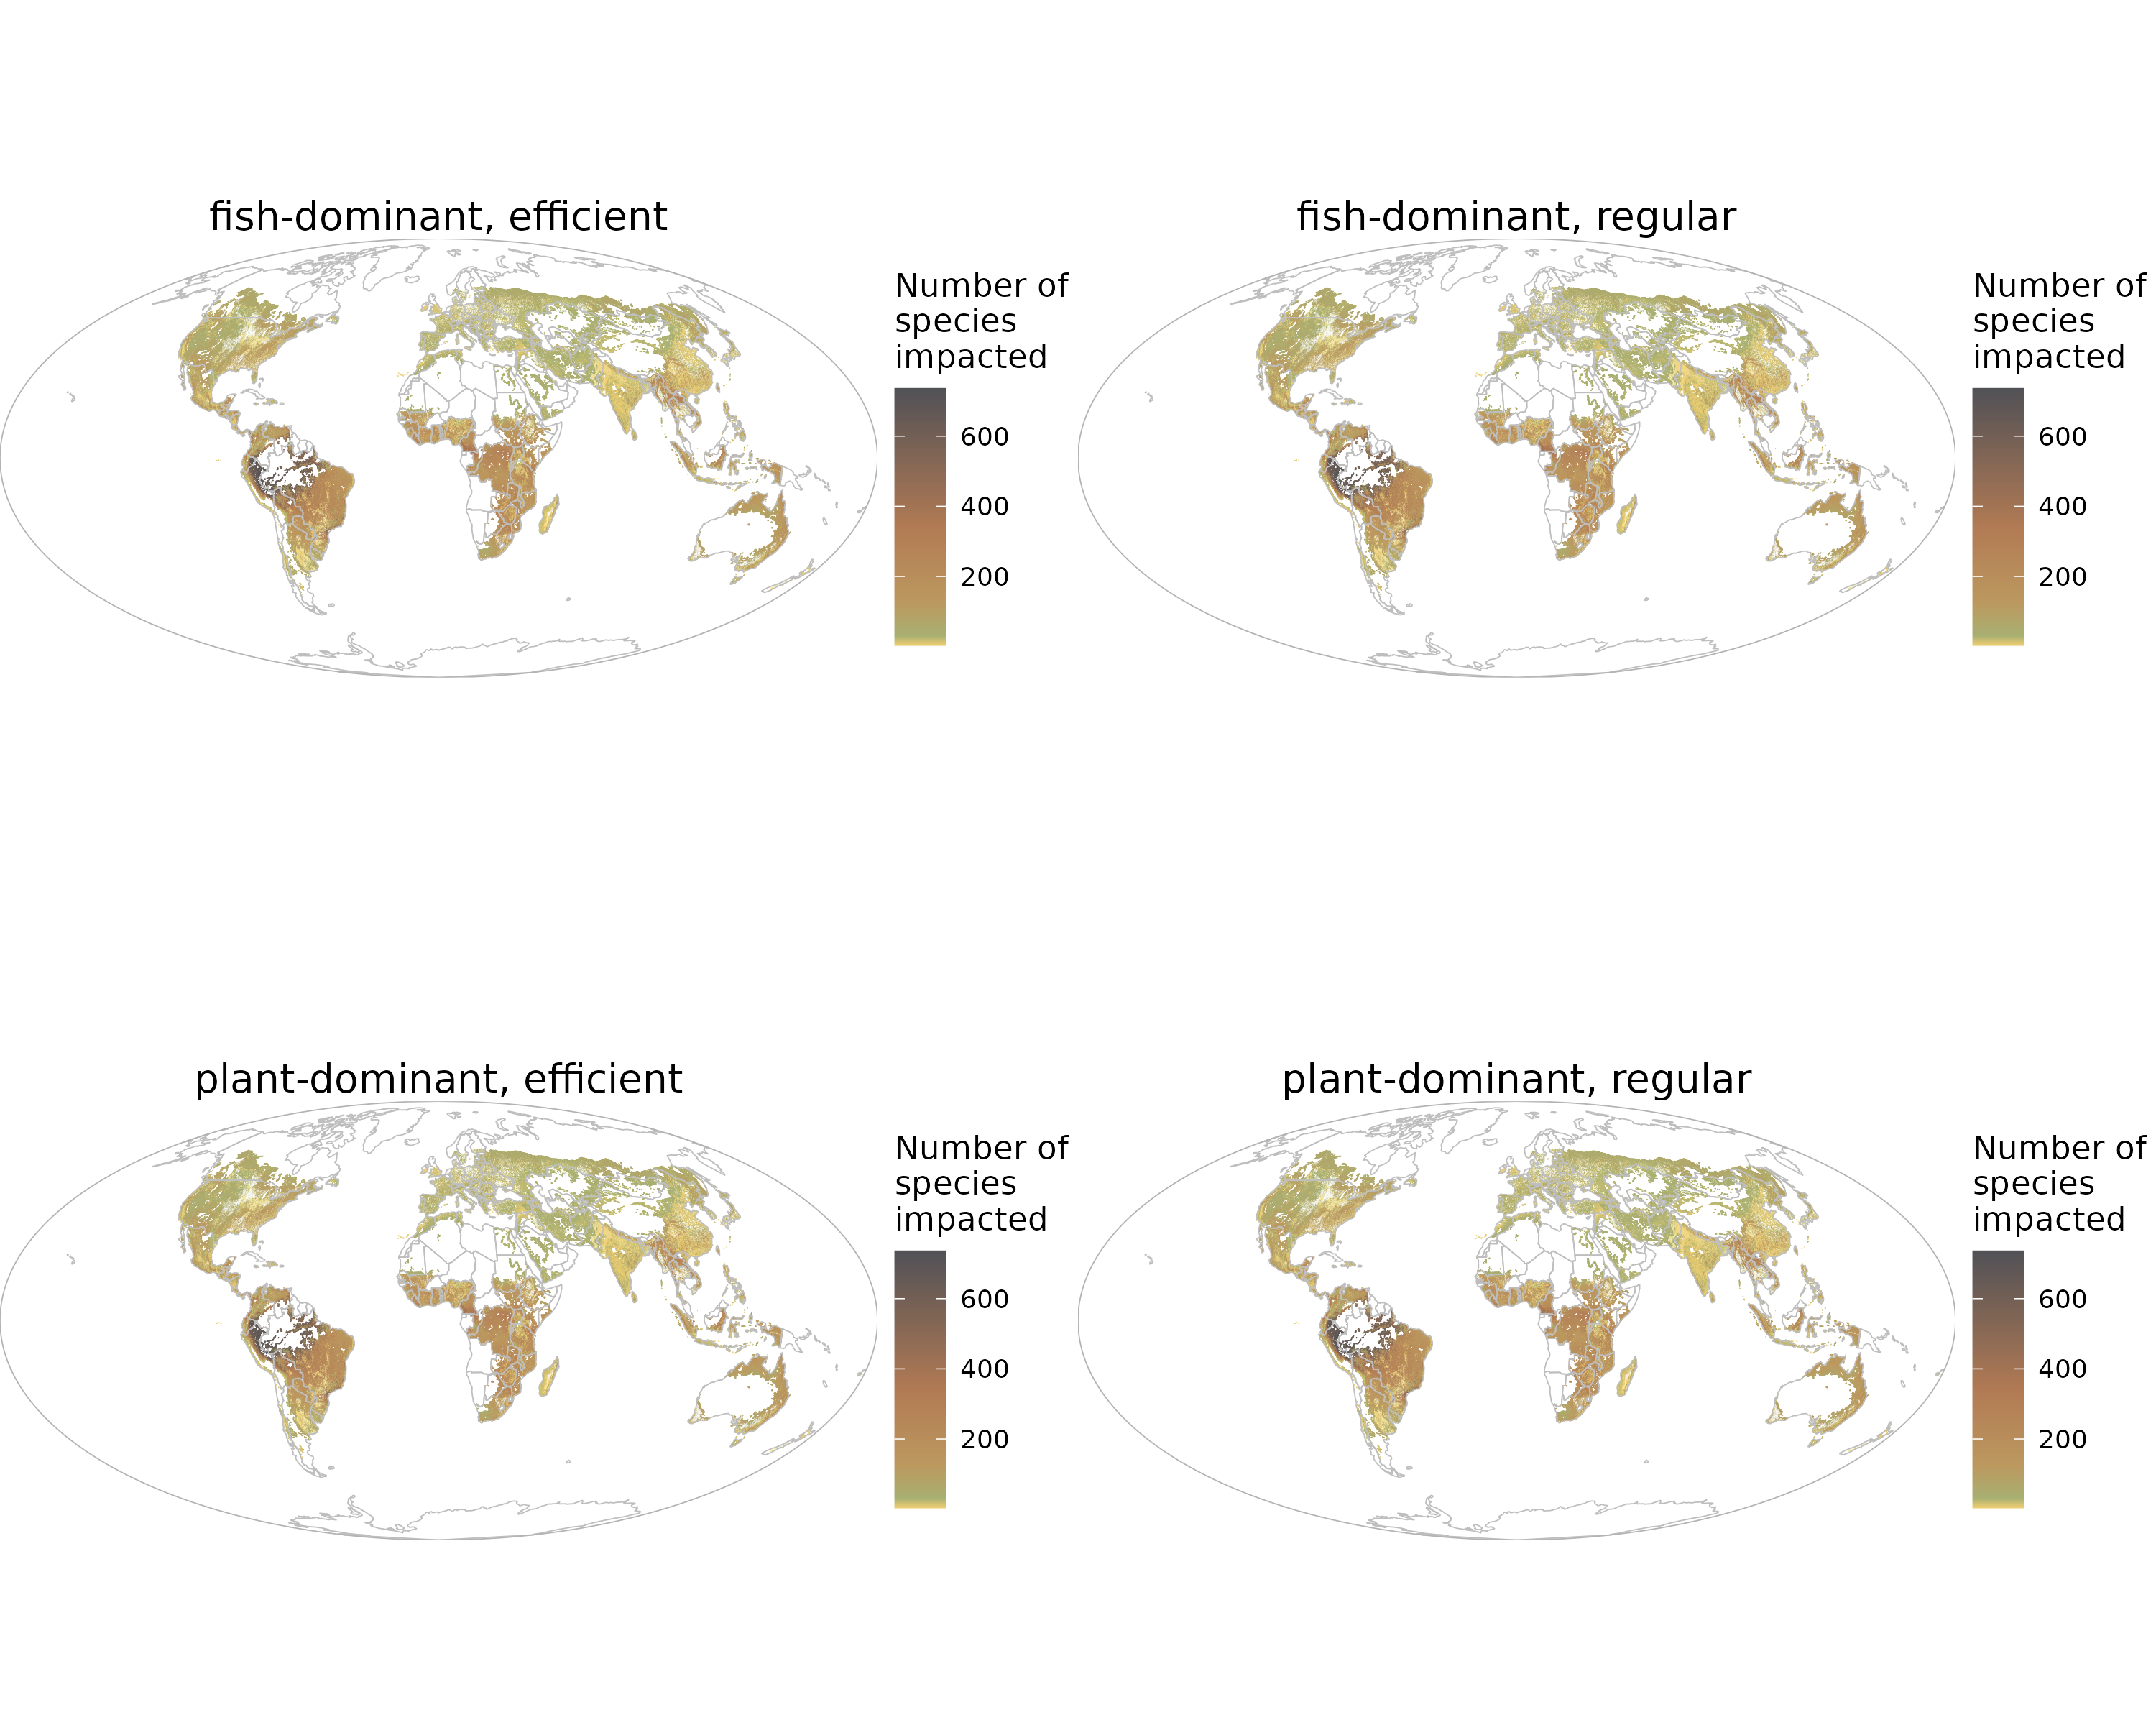 fish-dominant, efficient
Number of
species
impacted
600
400
200
fish-dominant, regular
Number of
species
impacted
600
400
200
plant-dominant, efficient
Number of
species
impacted
600
400
200
plant-dominant, regular
Number of
species
impacted
600
400
200